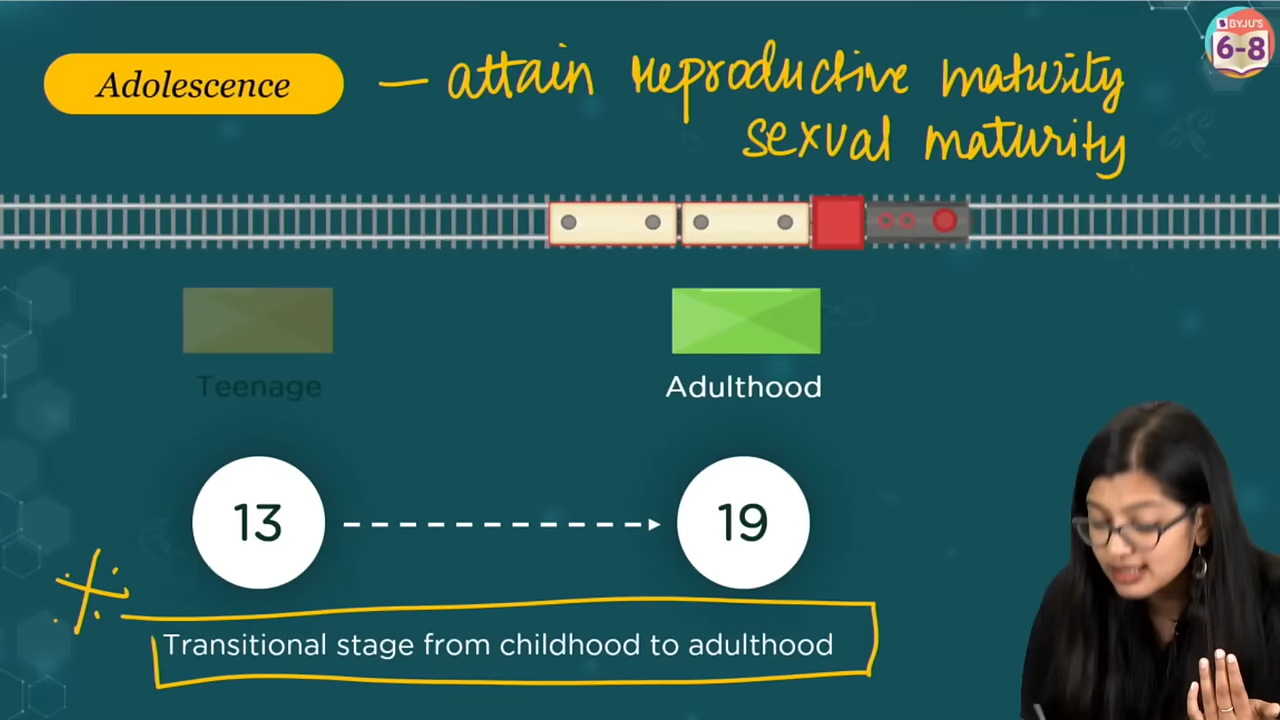 BYJU'S
6-8
Adolescence
— attain reproductive maturity
sexual maturity
Teenage
Adulthood
13
19
Transitional stage from childhood to adulthood